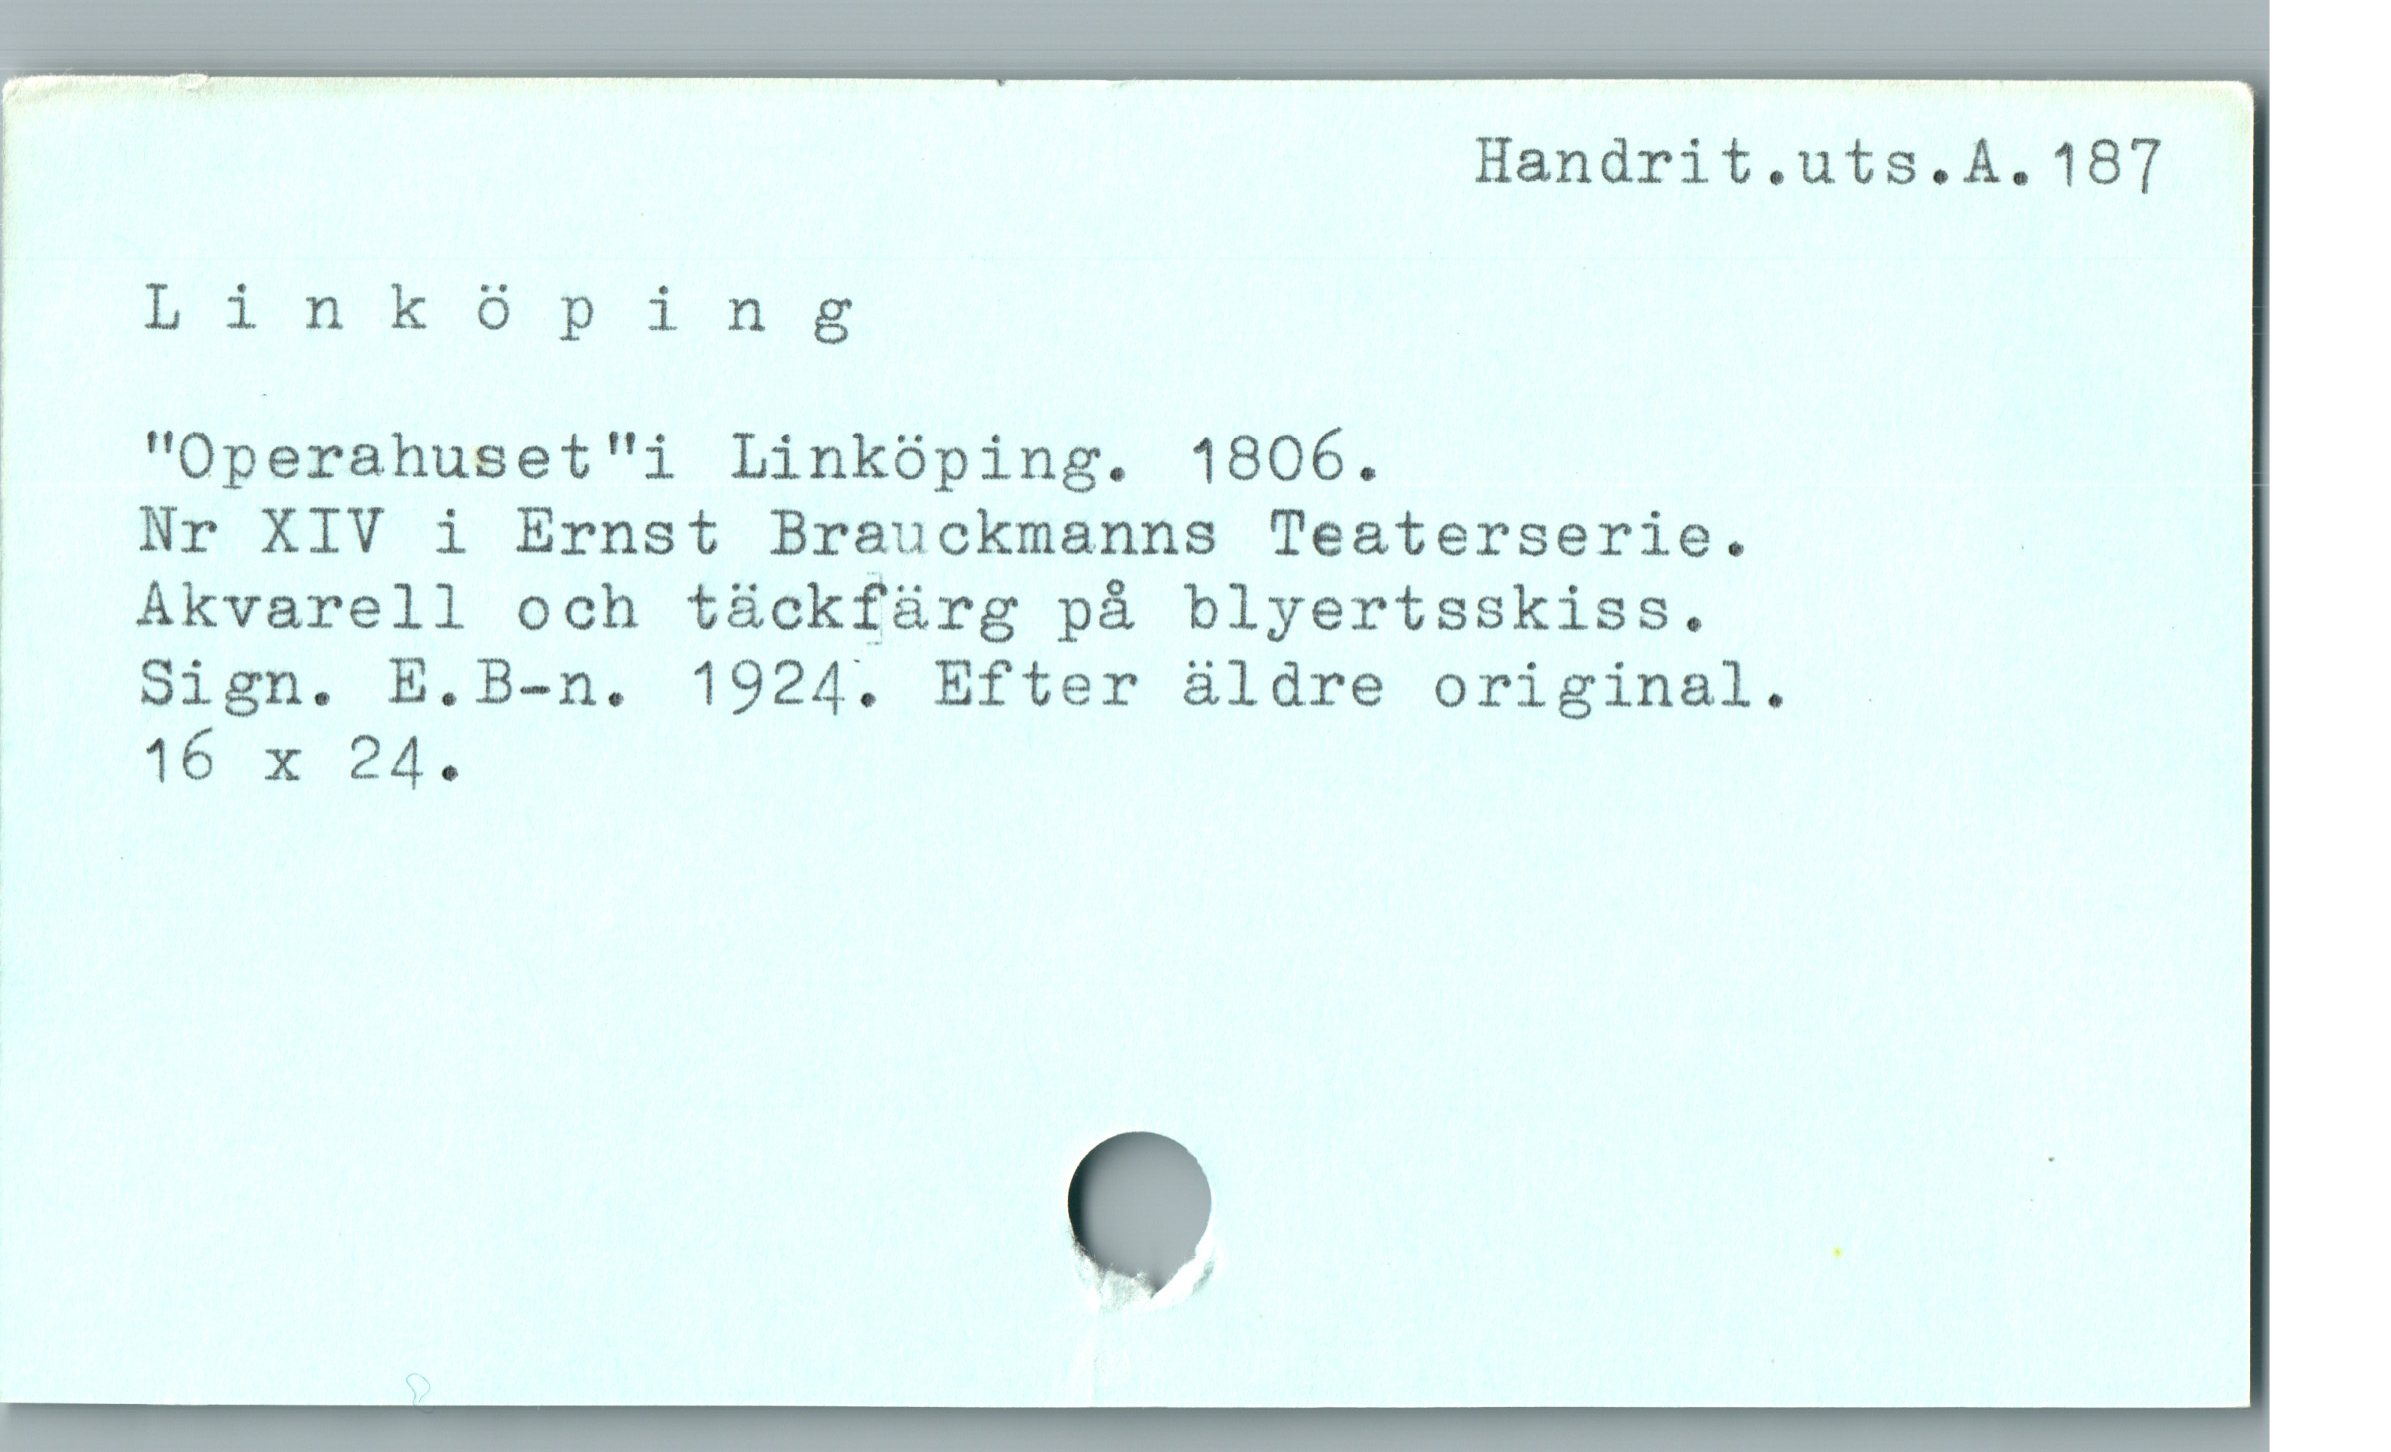 Handrit.uts.A.187
L i n k ö p i n g
"Operahuset"i Linköping. 1806.
Nr XIV i Ernst Brauckmanns Teaterserie.
Akvarell och täckfärg på blyertsskiss.
Sign. E.B-n. 1924. Efter äldre original.
16 x 24.